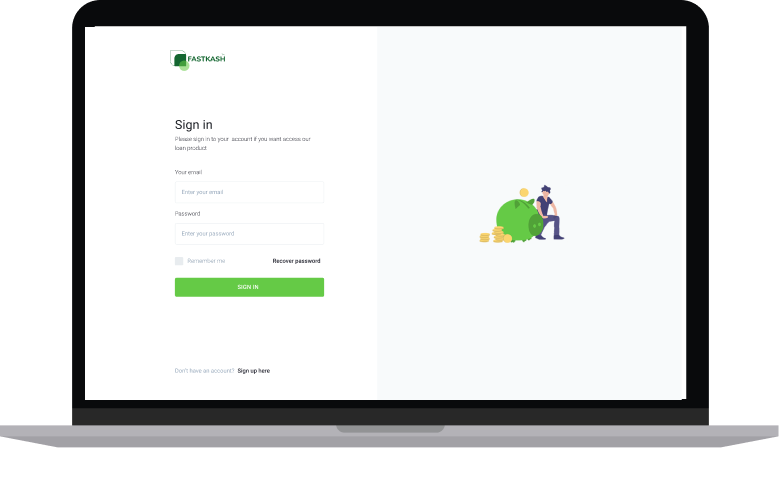 FASTKASH
Sign in
Please sign in to your account if you want access our
loan product
Your email
Enter your email
Password
Enter your password
Remember me
Recover password
SIGN IN
Don't have an account? Sign up here